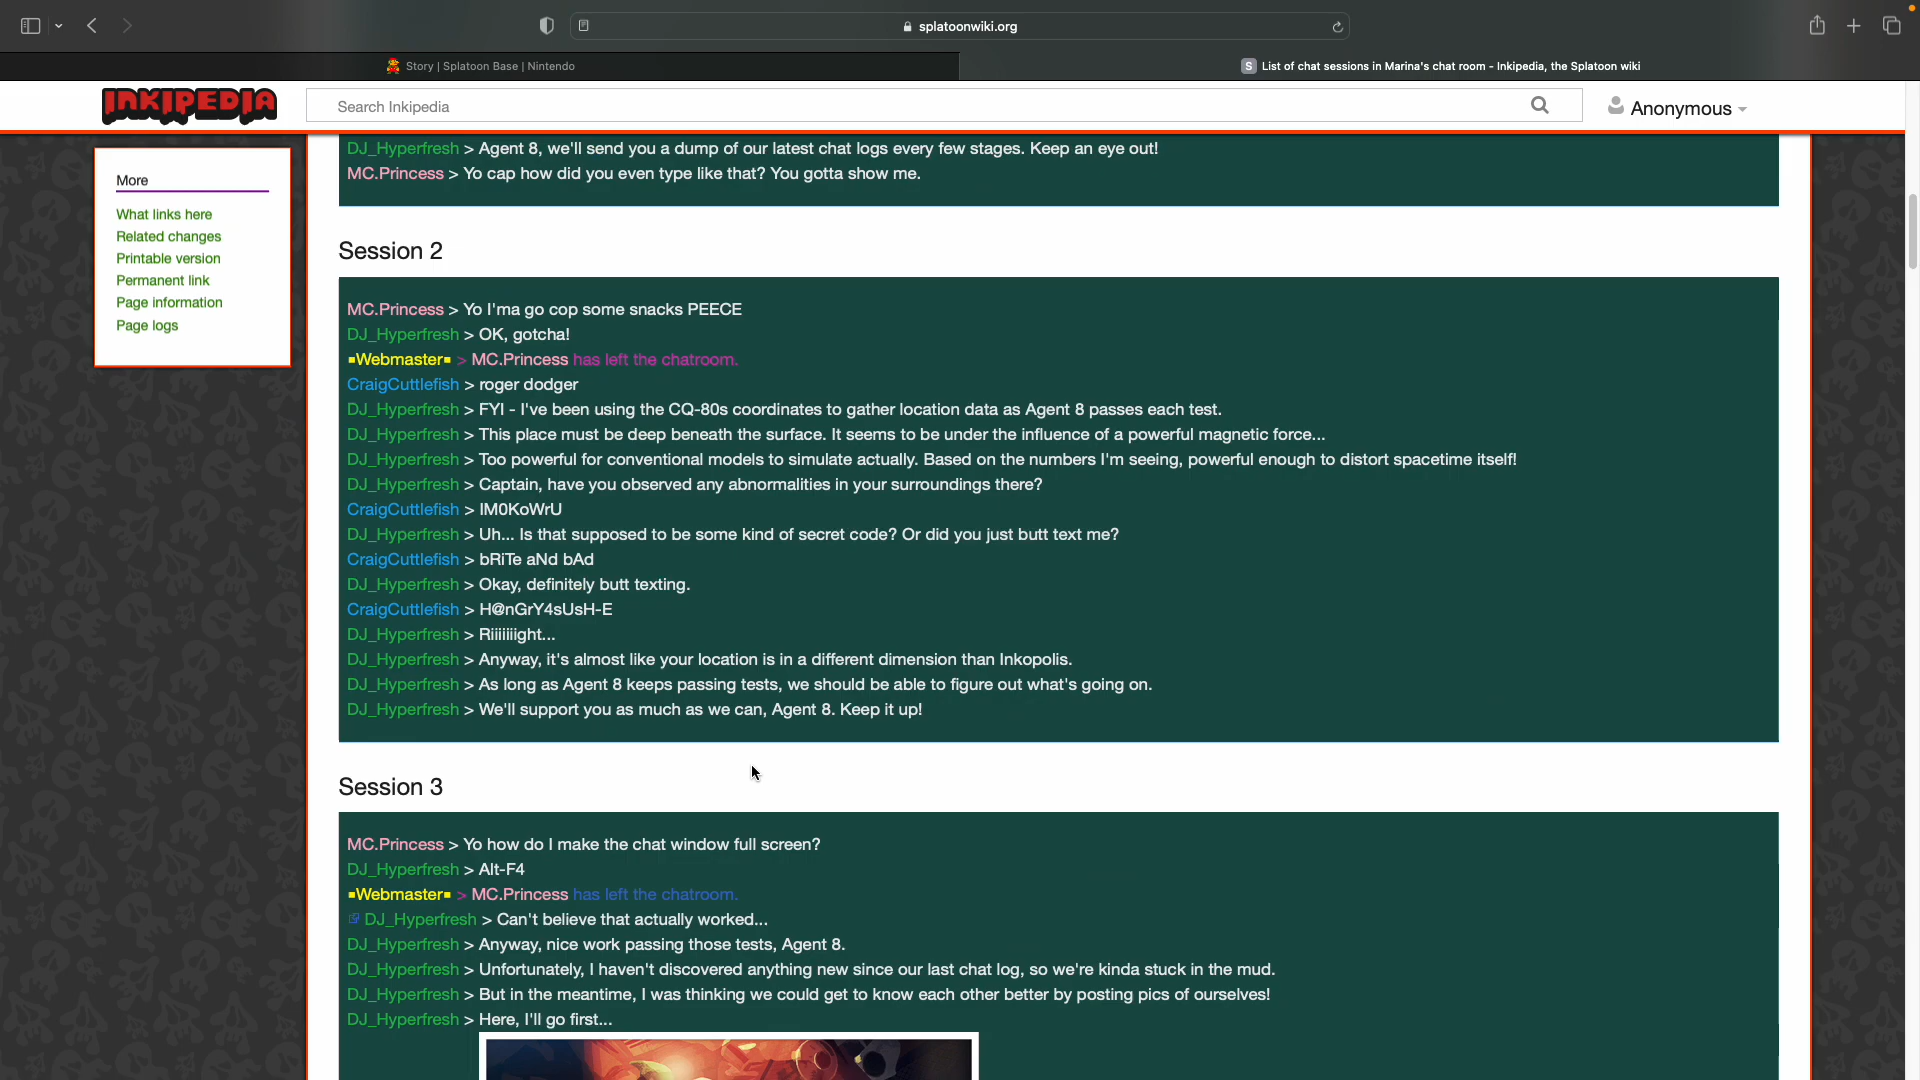 splatoonwiki.org
Story | Splatoon Base | Nintendo
S List of chat sessions in Marina's chat room - Inkipedia, the Splatoon wiki
INKIPEDIA
Search Inkipedia
Anonymous
More
What links here
Related changes
Printable version
Permanent link
Page information
Page logs
DJ_Hyperfresh > Agent 8, we'll send you a dump of our latest chat logs every few stages. Keep an eye out!
MC.Princess > Yo cap how did you even type like that? You gotta show me.
Session 2
MC.Princess > Yo I'ma go cop some snacks PEECE
DJ_Hyperfresh > OK, gotcha!
▪Webmaster▪ > MC.Princess has left the chatroom.
CraigCuttlefish > roger dodger
DJ_Hyperfresh > FYI - I've been using the CQ-80s coordinates to gather location data as Agent 8 passes each test.
DJ_Hyperfresh > This place must be deep beneath the surface. It seems to be under the influence of a powerful magnetic force...
DJ_Hyperfresh > Too powerful for conventional models to simulate actually. Based on the numbers I'm seeing, powerful enough to distort spacetime itself!
DJ_Hyperfresh > Captain, have you observed any abnormalities in your surroundings there?
CraigCuttlefish > IM0KoWrU
DJ_Hyperfresh > Uh... Is that supposed to be some kind of secret code? Or did you just butt text me?
CraigCuttlefish > bRiTe aNd bAd
DJ_Hyperfresh > Okay, definitely butt texting.
CraigCuttlefish > H@nGrY4sUsH-E
DJ_Hyperfresh > Riiiiiiight...
DJ_Hyperfresh > Anyway, it's almost like your location is in a different dimension than Inkopolis.
DJ_Hyperfresh > As long as Agent 8 keeps passing tests, we should be able to figure out what's going on.
DJ_Hyperfresh > We'll support you as much as we can, Agent 8. Keep it up!
Session 3
MC.Princess > Yo how do I make the chat window full screen?
DJ_Hyperfresh > Alt-F4
▪Webmaster▪ > MC.Princess has left the chatroom.
DJ_Hyperfresh > Can't believe that actually worked...
DJ_Hyperfresh > Anyway, nice work passing those tests, Agent 8.
DJ_Hyperfresh > Unfortunately, I haven't discovered anything new since our last chat log, so we're kinda stuck in the mud.
DJ_Hyperfresh > But in the meantime, I was thinking we could get to know each other better by posting pics of ourselves!
DJ_Hyperfresh > Here, I'll go first...